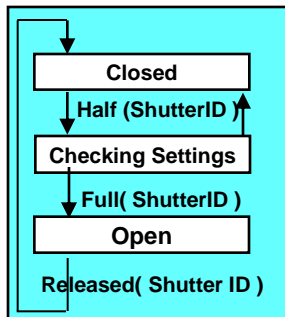 Closed
Half (ShutterID )
Checking Settings
Full( ShutterID )
Open
Released( Shutter ID )